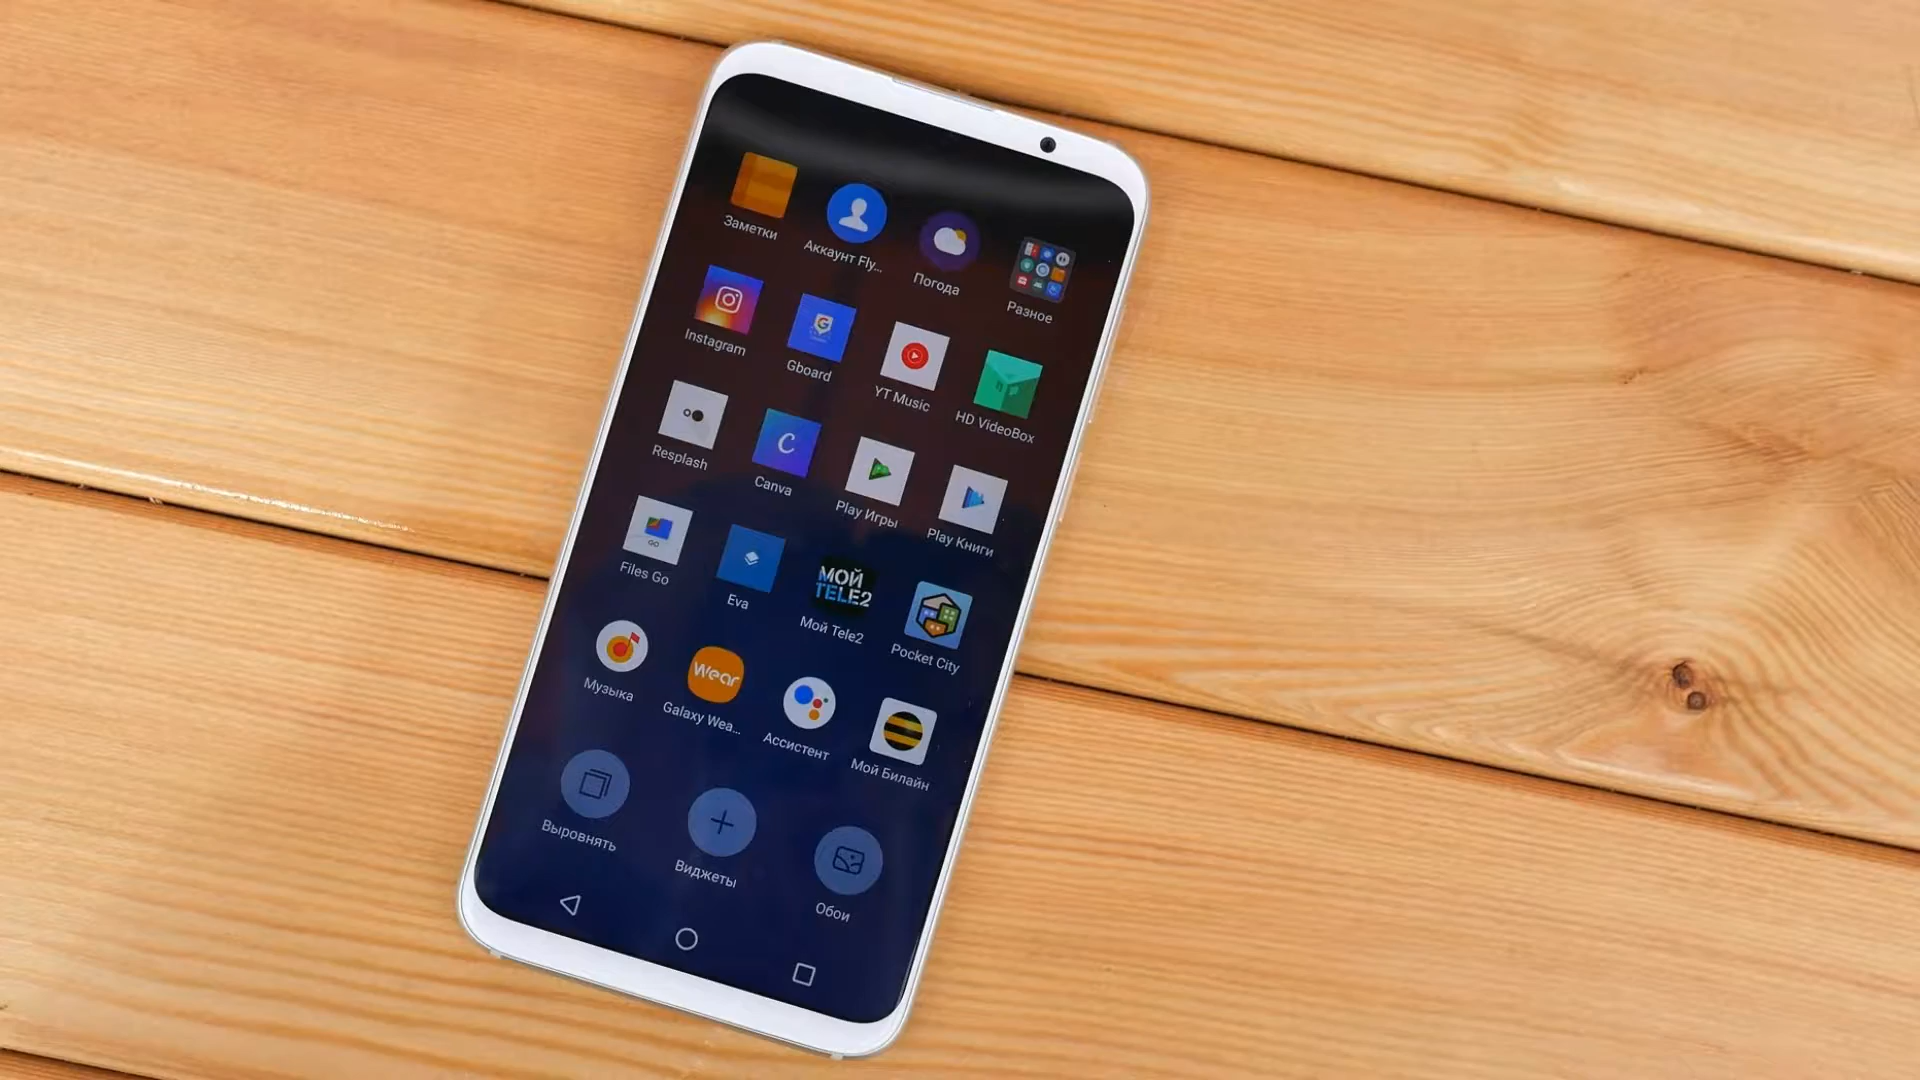 Заметки
Аккаунт Fly...
Погода
Разное
Instagram
Gboard
YT Music
HD VideoBox
Resplash
Canva
Play Игры
Play Книги
GO
Files Go
Eva
МОЙ
TELE2
Мой Tele2
Pocket City
Музыка
Wear
Galaxy Wea...
Ассистент
Мой Билайн
Выровнять
Виджеты
Обои